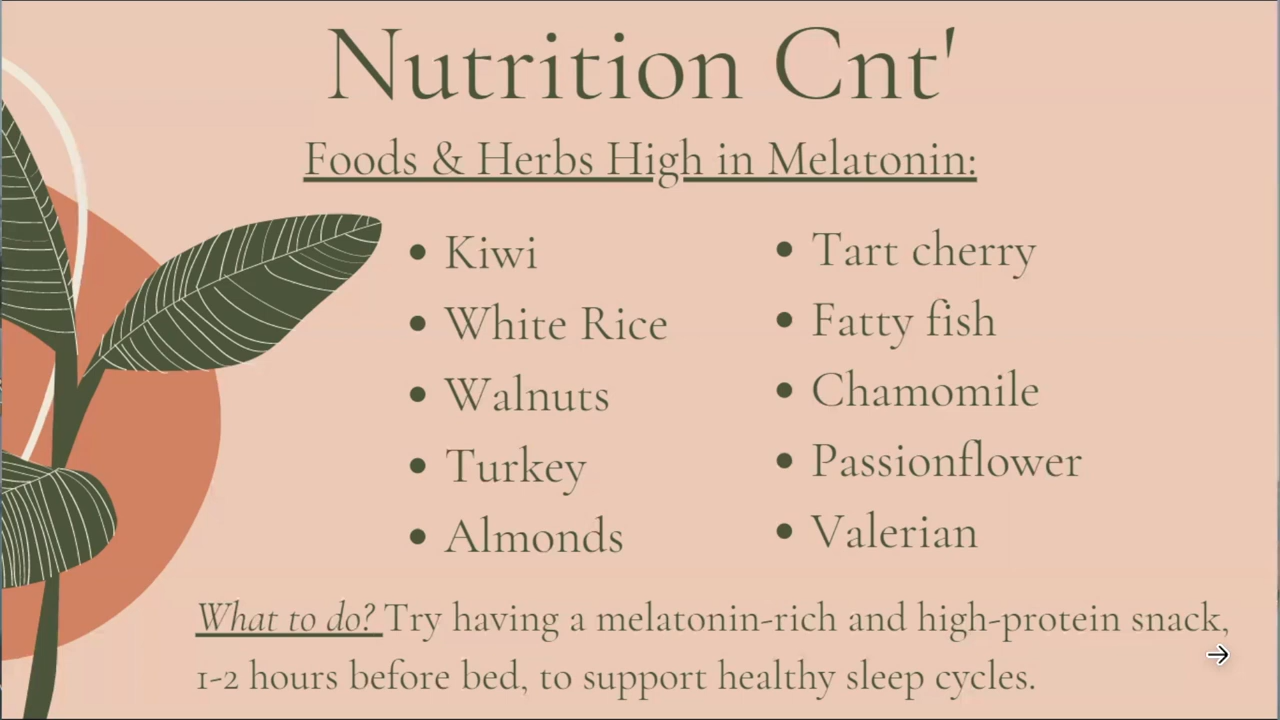 Nutrition Cnt'
Foods & Herbs High in Melatonin:
• Kiwi
• White Rice
• Walnuts
• Turkey
• Almonds
• Tart cherry
• Fatty fish
• Chamomile
• Passionflower
• Valerian
What to do? Try having a melatonin-rich and high-protein snack,
1-2 hours before bed, to support healthy sleep cycles.